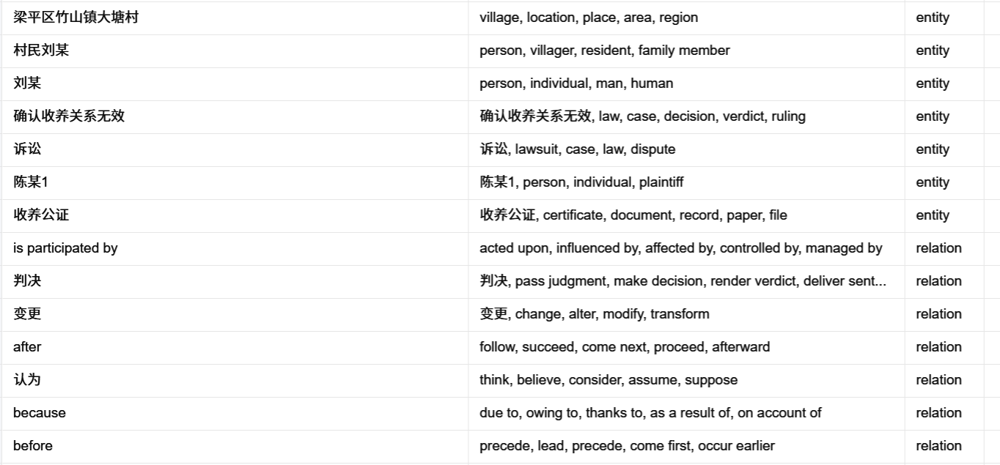 梁平区竹山镇大塘村 village, location, place, area, region entity
村民刘某 person, villager, resident, family member entity
刘某 person, individual, man, human entity
确认收养关系无效 确认收养关系无效, law, case, decision, verdict, ruling entity
诉讼 诉讼, lawsuit, case, law, dispute entity
陈某1 陈某1, person, individual, plaintiff entity
收养公证 收养公证, certificate, document, record, paper, file entity
is participated by acted upon, influenced by, affected by, controlled by, managed by relation
判决 判决, pass judgment, make decision, render verdict, deliver sent... relation
变更 变更, change, alter, modify, transform relation
after follow, succeed, come next, proceed, afterward relation
认为 think, believe, consider, assume, suppose relation
because due to, owing to, thanks to, as a result of, on account of relation
before precede, lead, precede, come first, occur earlier relation